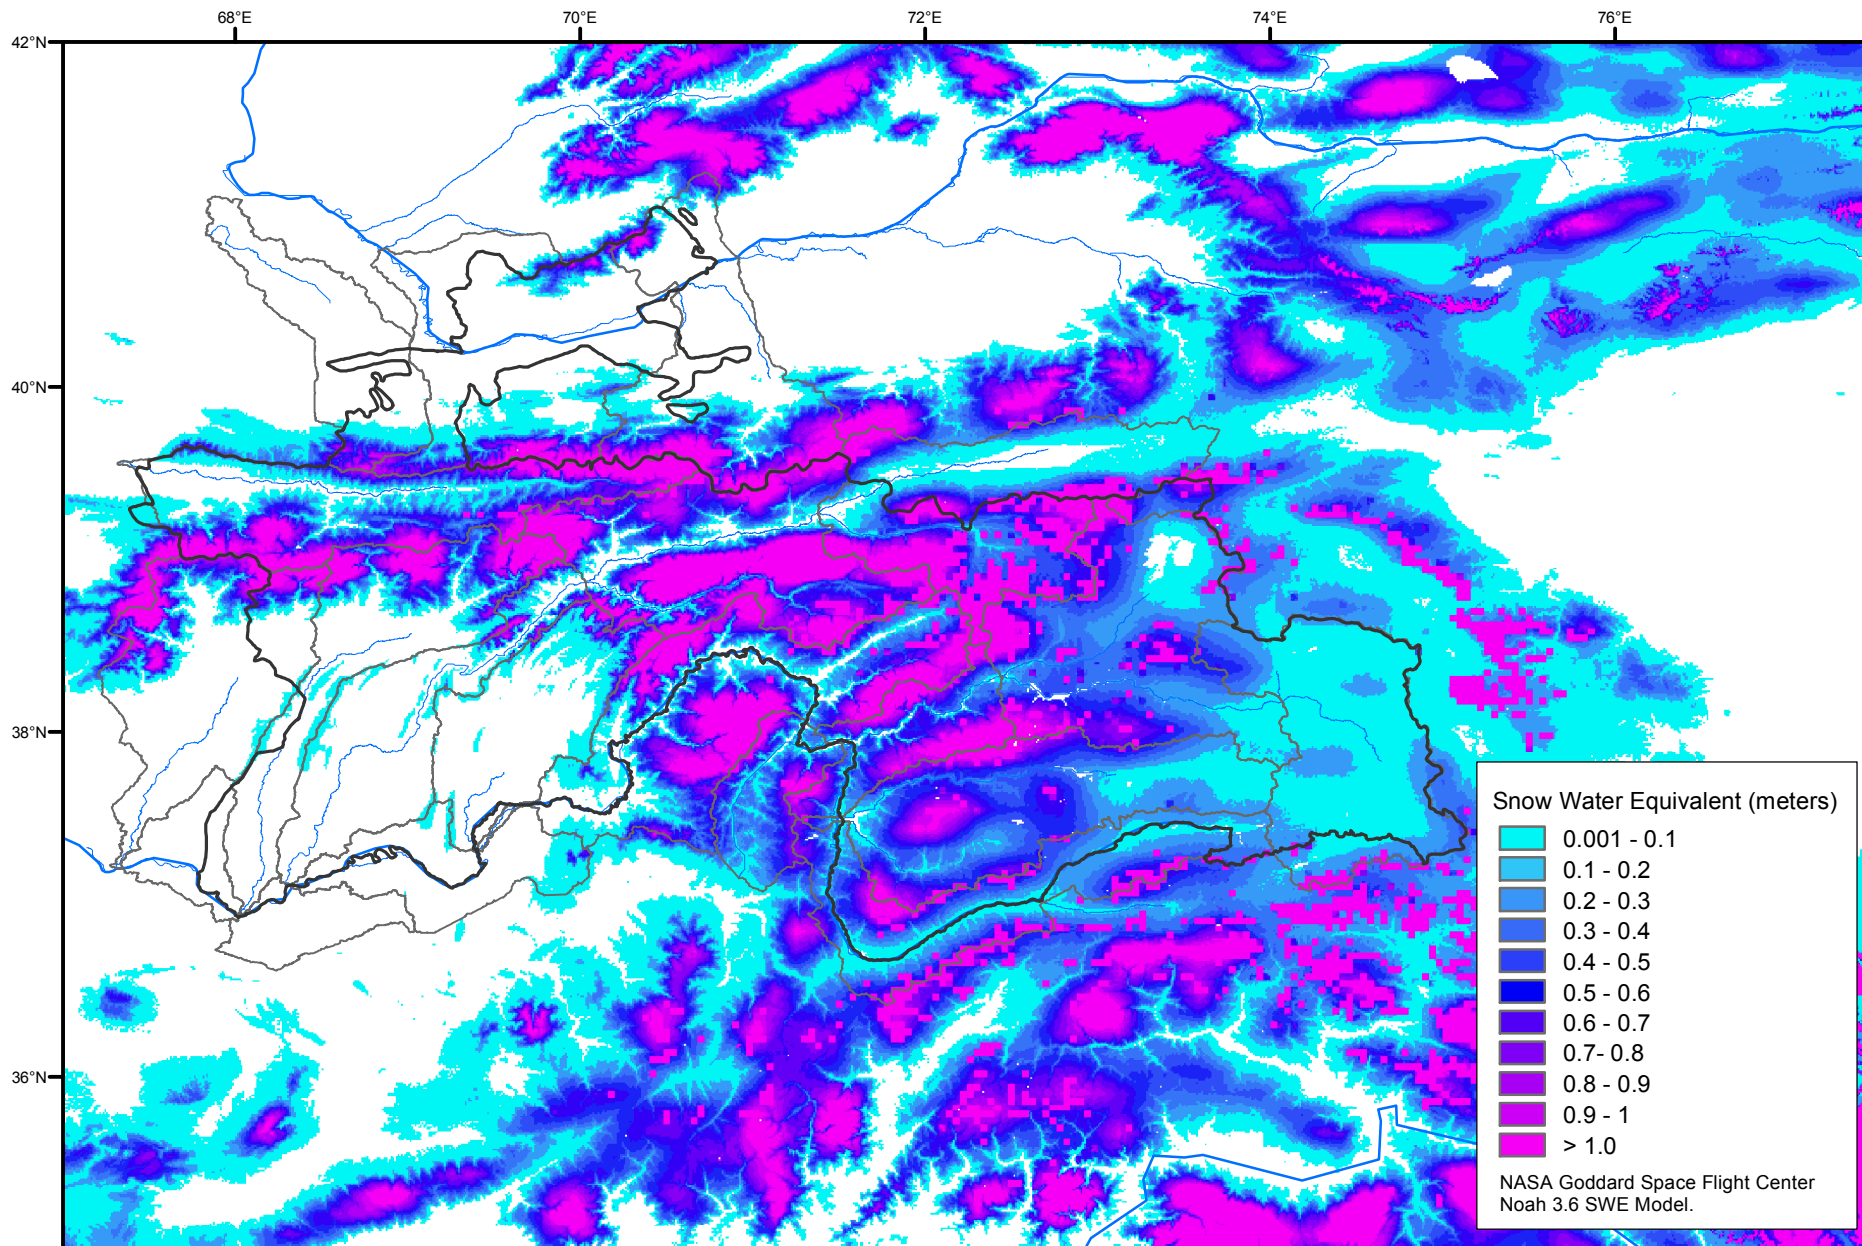 68°E
70°E
72°E
74°E
76°E
42°N
40°N
38°N
36°N
Snow Water Equivalent (meters)
0.001 - 0.1
0.1 - 0.2
0.2 - 0.3
0.3 - 0.4
0.4 - 0.5
0.5 - 0.6
0.6 - 0.7
0.7- 0.8
0.8 - 0.9
0.9 - 1
> 1.0
NASA Goddard Space Flight Center
Noah 3.6 SWE Model.